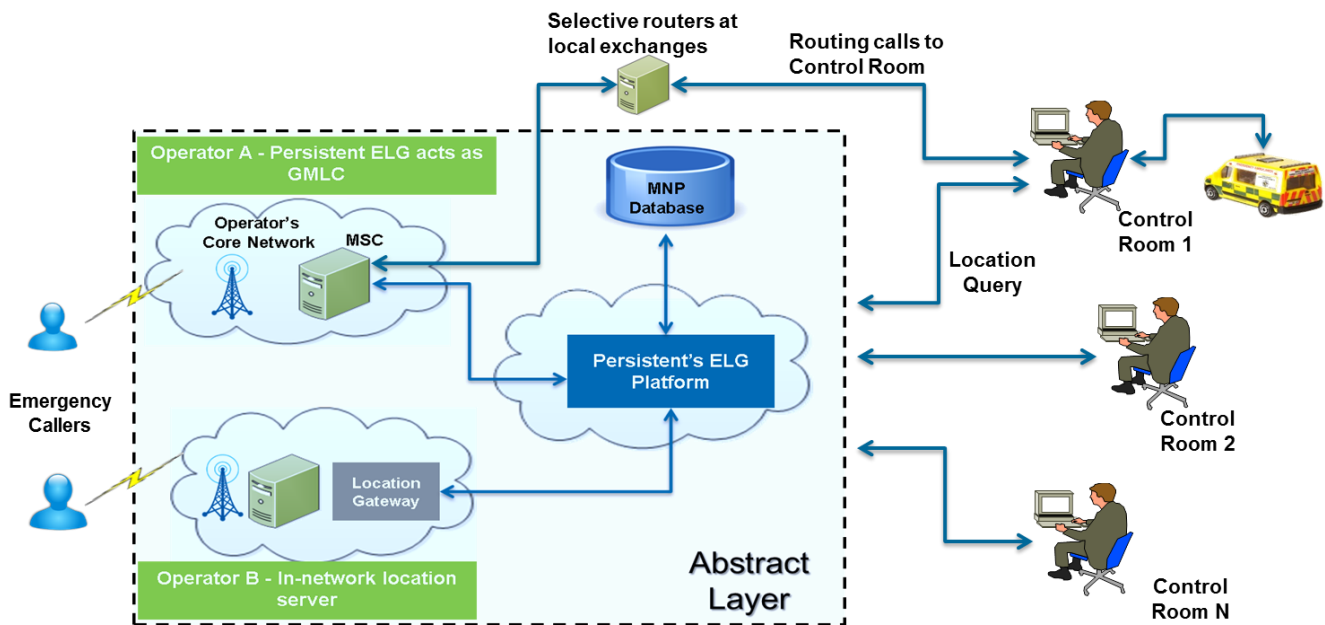 Selective routers at
local exchanges
Routing calls to
Control Room
Operator A - Persistent ELG acts as
GMLC
MNP
Database
Operator's
Core Network
MSC
Control
Room 1
Location
Query
Persistent's ELG
Platform
Emergency
Callers
Control
Room 2
Location
Gateway
Abstract
Layer
Operator B - In-network location
server
Control
Room N